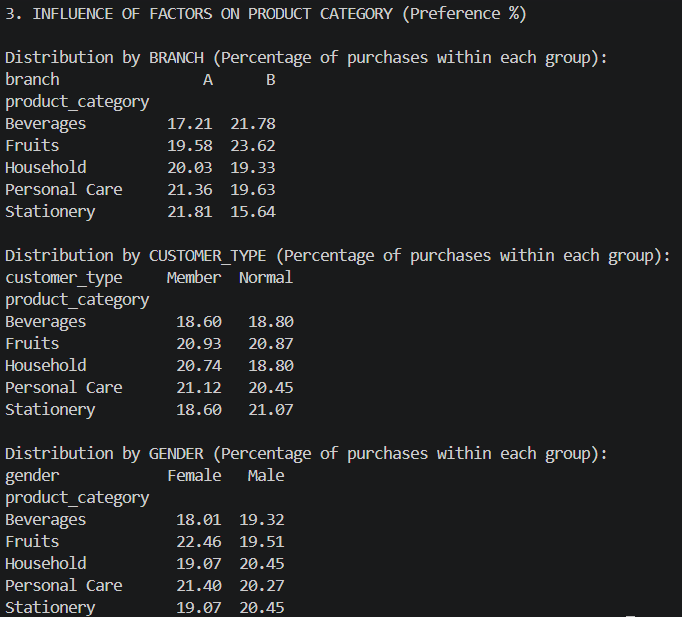 3. INFLUENCE OF FACTORS ON PRODUCT CATEGORY (Preference %)

Distribution by BRANCH (Percentage of purchases within each group):
branch                A      B
product_category
Beverages         17.21  21.78
Fruits            19.58  23.62
Household         20.03  19.33
Personal Care     21.36  19.63
Stationery        21.81  15.64

Distribution by CUSTOMER_TYPE (Percentage of purchases within each group):
customer_type     Member  Normal
product_category
Beverages          18.60   18.80
Fruits             20.93   20.87
Household          20.74   18.80
Personal Care      21.12   20.45
Stationery         18.60   21.07

Distribution by GENDER (Percentage of purchases within each group):
gender            Female   Male
product_category
Beverages          18.01  19.32
Fruits             22.46  19.51
Household          19.07  20.45
Personal Care      21.40  20.27
Stationery         19.07  20.45